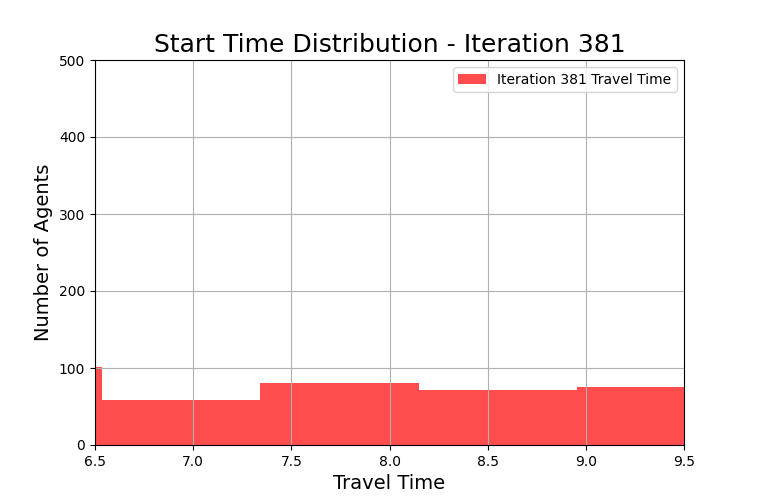 Start Time Distribution - Iteration 381
Iteration 381 Travel Time
Number of Agents
500
400
300
200
100
0
6.5 7.0 7.5 8.0 8.5 9.0 9.5
Travel Time